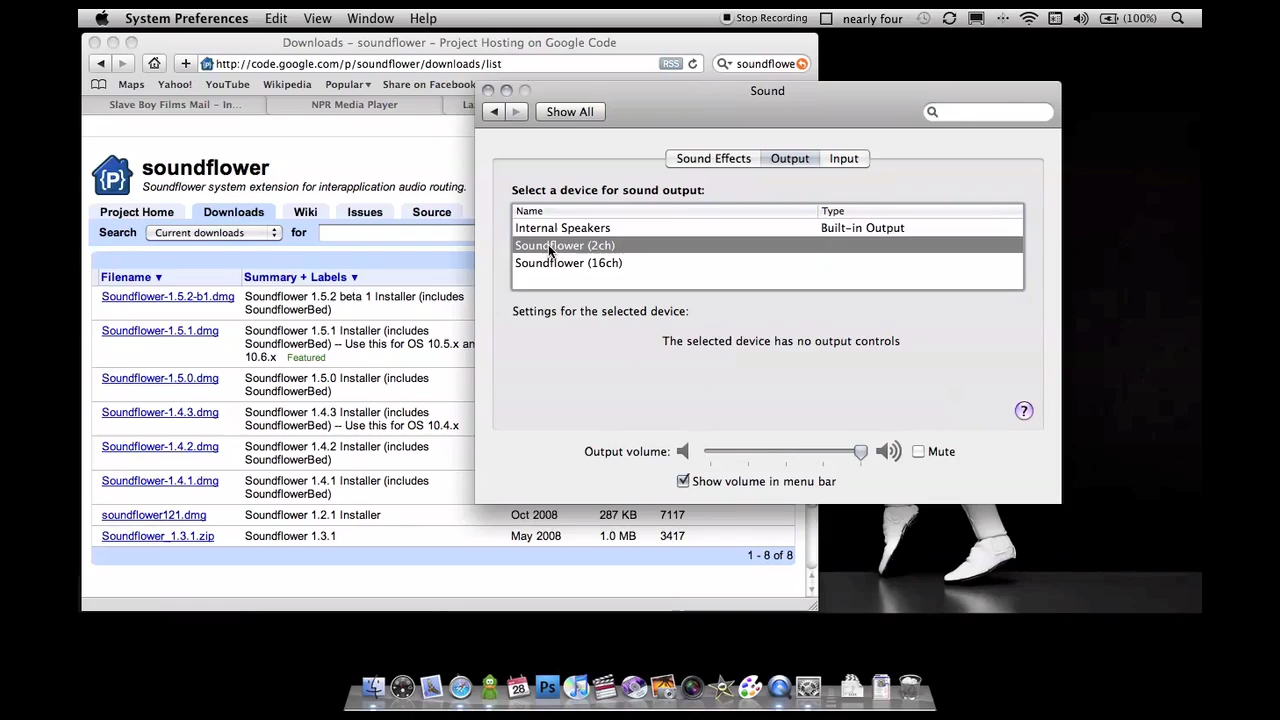 System Preferences Edit View Window Help Stop Recording nearly four (100%)
Downloads – soundflower – Project Hosting on Google Code
http://code.google.com/p/soundflower/downloads/list RSS soundflowe
Maps Yahoo! YouTube Wikipedia Popular▾ Share on Facebook
Slave Boy Films Mail – In... NPR Media Player La
soundflower
Soundflower system extension for interapplication audio routing.
Project Home Downloads Wiki Issues Source
Search Current downloads for
Filename ▼ Summary + Labels ▼
Soundflower-1.5.2-b1.dmg Soundflower 1.5.2 beta 1 Installer (includes
SoundflowerBed)
Soundflower-1.5.1.dmg Soundflower 1.5.1 Installer (includes
SoundflowerBed) -- Use this for OS 10.5.x an
10.6.x Featured
Soundflower-1.5.0.dmg Soundflower 1.5.0 Installer (includes
SoundflowerBed)
Soundflower-1.4.3.dmg Soundflower 1.4.3 Installer (includes
SoundflowerBed) -- Use this for OS 10.4.x
Soundflower-1.4.2.dmg Soundflower 1.4.2 Installer (includes
SoundflowerBed)
Soundflower-1.4.1.dmg Soundflower 1.4.1 Installer (includes
SoundflowerBed)
soundflower121.dmg Soundflower 1.2.1 Installer Oct 2008 287 KB 7117
Soundflower_1.3.1.zip Soundflower 1.3.1 May 2008 1.0 MB 3417
1 - 8 of 8
Sound
Show All
Sound Effects Output Input
Select a device for sound output:
Name Type
Internal Speakers Built-in Output
Soundflower (2ch)
Soundflower (16ch)
Settings for the selected device:
The selected device has no output controls
?
Output volume: Mute
Show volume in menu bar
28 Ps